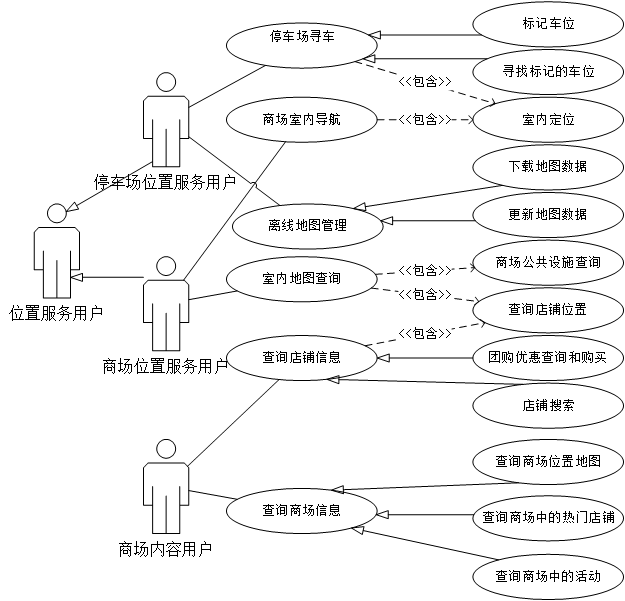 停车场寻车
标记车位
寻找标记的车位
<<包含>>
商场室内导航
<<包含>>
室内定位
停车场位置服务用户
下载地图数据
离线地图管理
更新地图数据
位置服务用户
商场位置服务用户
室内地图查询
<<包含>>
商场公共设施查询
<<包含>>
查询店铺位置
<<包含>>
查询店铺信息
团购优惠查询和购买
店铺搜索
商场内容用户
查询商场位置地图
查询商场信息
查询商场中的热门店铺
查询商场中的活动